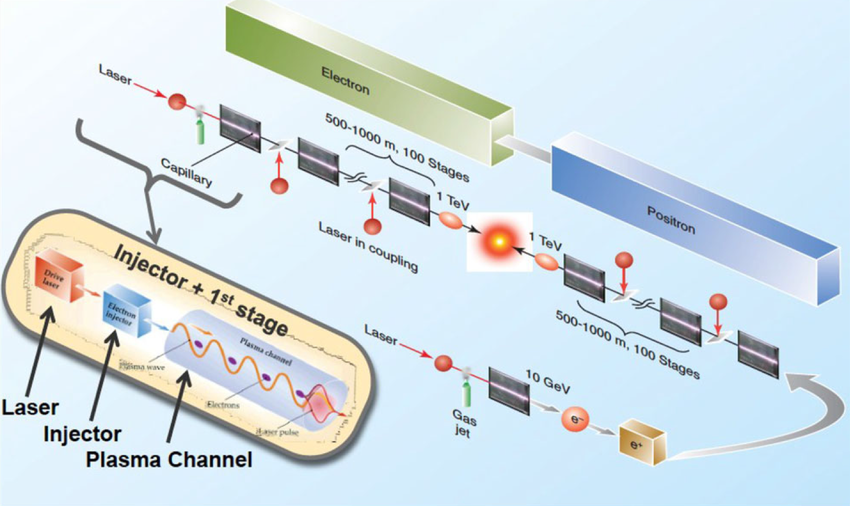 Electron
Laser
500-1000 m, 100 Stages
Capillary
1 TeV
Positron
Laser in coupling
1 TeV
500-1000 m, 100 Stages
Injector + 1st stage
Drive
laser
Electron
injector
Plasma channel
Plasma wave
Electrons
Laser pulse
Laser
Injector
Plasma Channel
Laser
10 GeV
Gas
jet
e-
e+